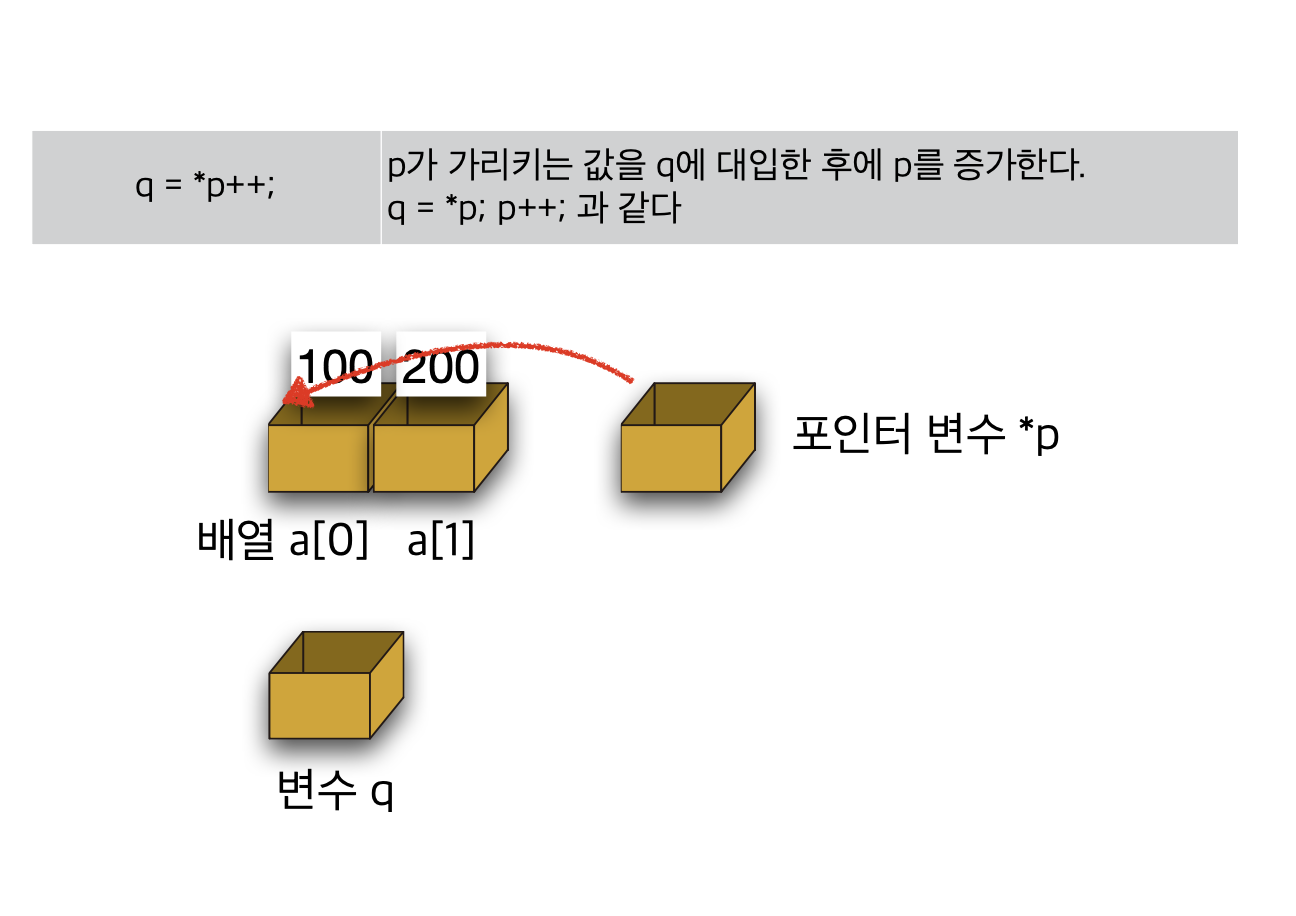 q = *p++;
p가 가리키는 값을 q에 대입한 후에 p를 증가한다.
q = *p; p++; 과 같다
100 200
포인터 변수 *p
배열 a[0] a[1]
변수 q